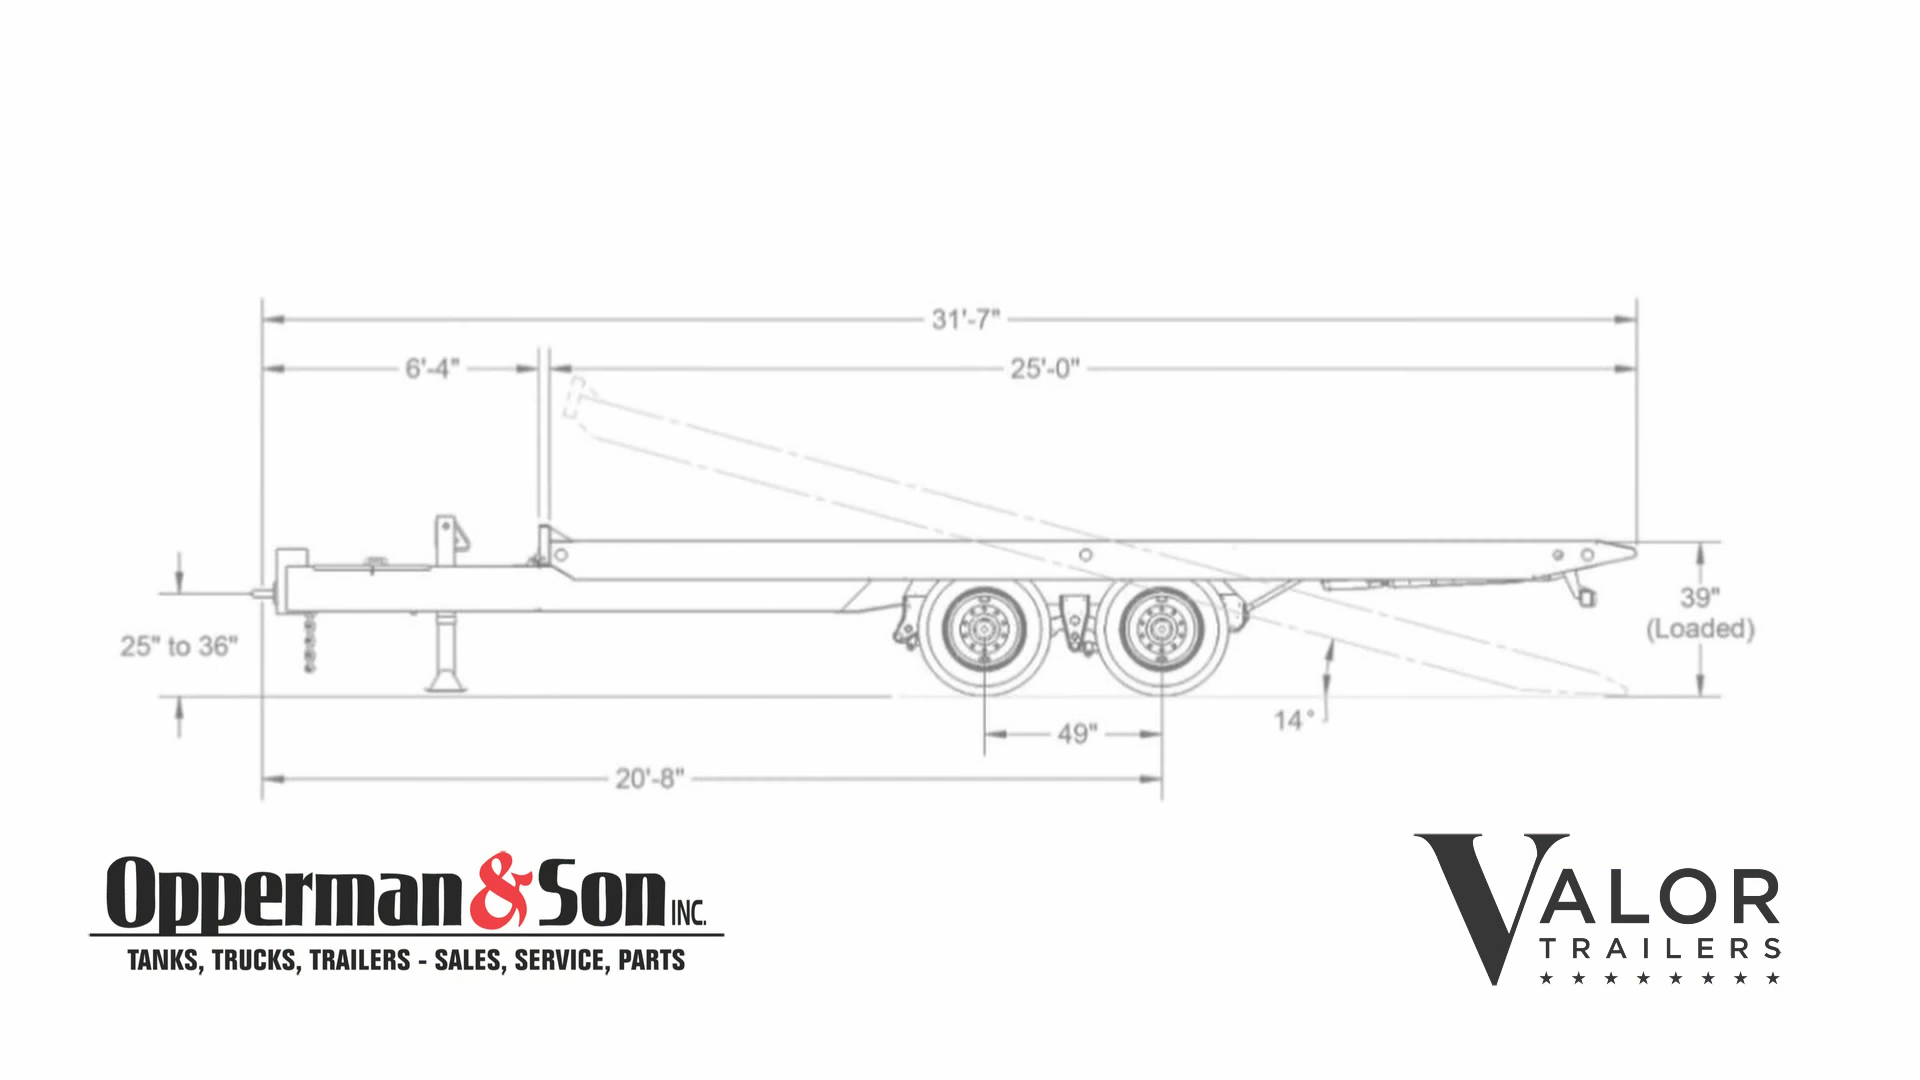 31'-7"
6'-4"
25'-0"
25" to 36"
39"
(Loaded)
14°
49"
20'-8"
Opperman & Son INC.
TANKS, TRUCKS, TRAILERS - SALES, SERVICE, PARTS
VALOR
TRAILERS